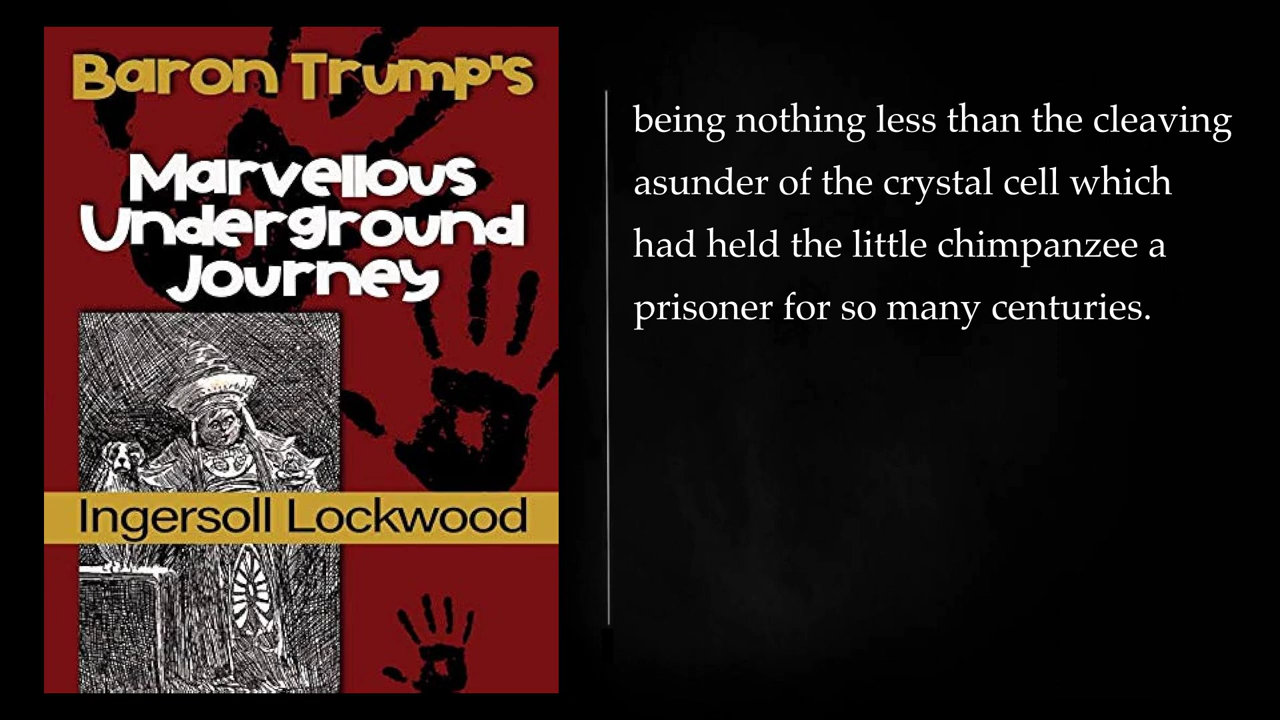 Baron Trump's
Marvellous
Underground
Journey
Ingersoll Lockwood
being nothing less than the cleaving
asunder of the crystal cell which
had held the little chimpanzee a
prisoner for so many centuries.